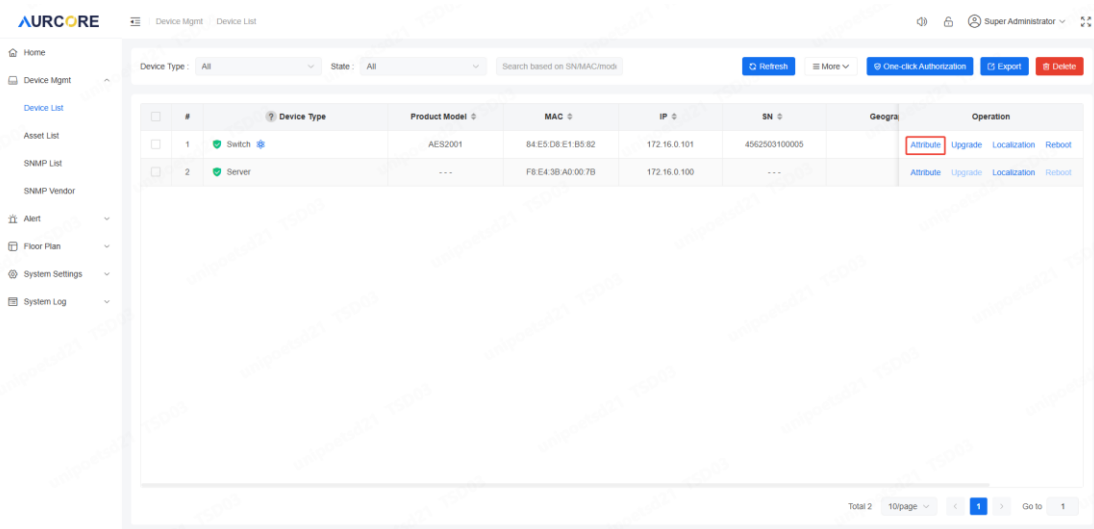 AURCORE
Device Mgmt Device List
Super Administrator
Home
Device Mgmt
Device List
Asset List
SNMP List
SNMP Vendor
Alert
Floor Plan
System Settings
System Log
Device Type : All State : All Search based on SN/MAC/mode Refresh More One-click Authorization Export Delete
# ? Device Type Product Model MAC IP SN Geogra Operation
1 Switch AES2001 84:E5:D8:E1:B5:82 172.16.0.101 4562503100005 Attribute Upgrade Localization Reboot
2 Server - - - F8:E4:3B:A0:00:7B 172.16.0.100 - - - Attribute Upgrade Localization Reboot
Total 2 10/page < 1 > Go to 1